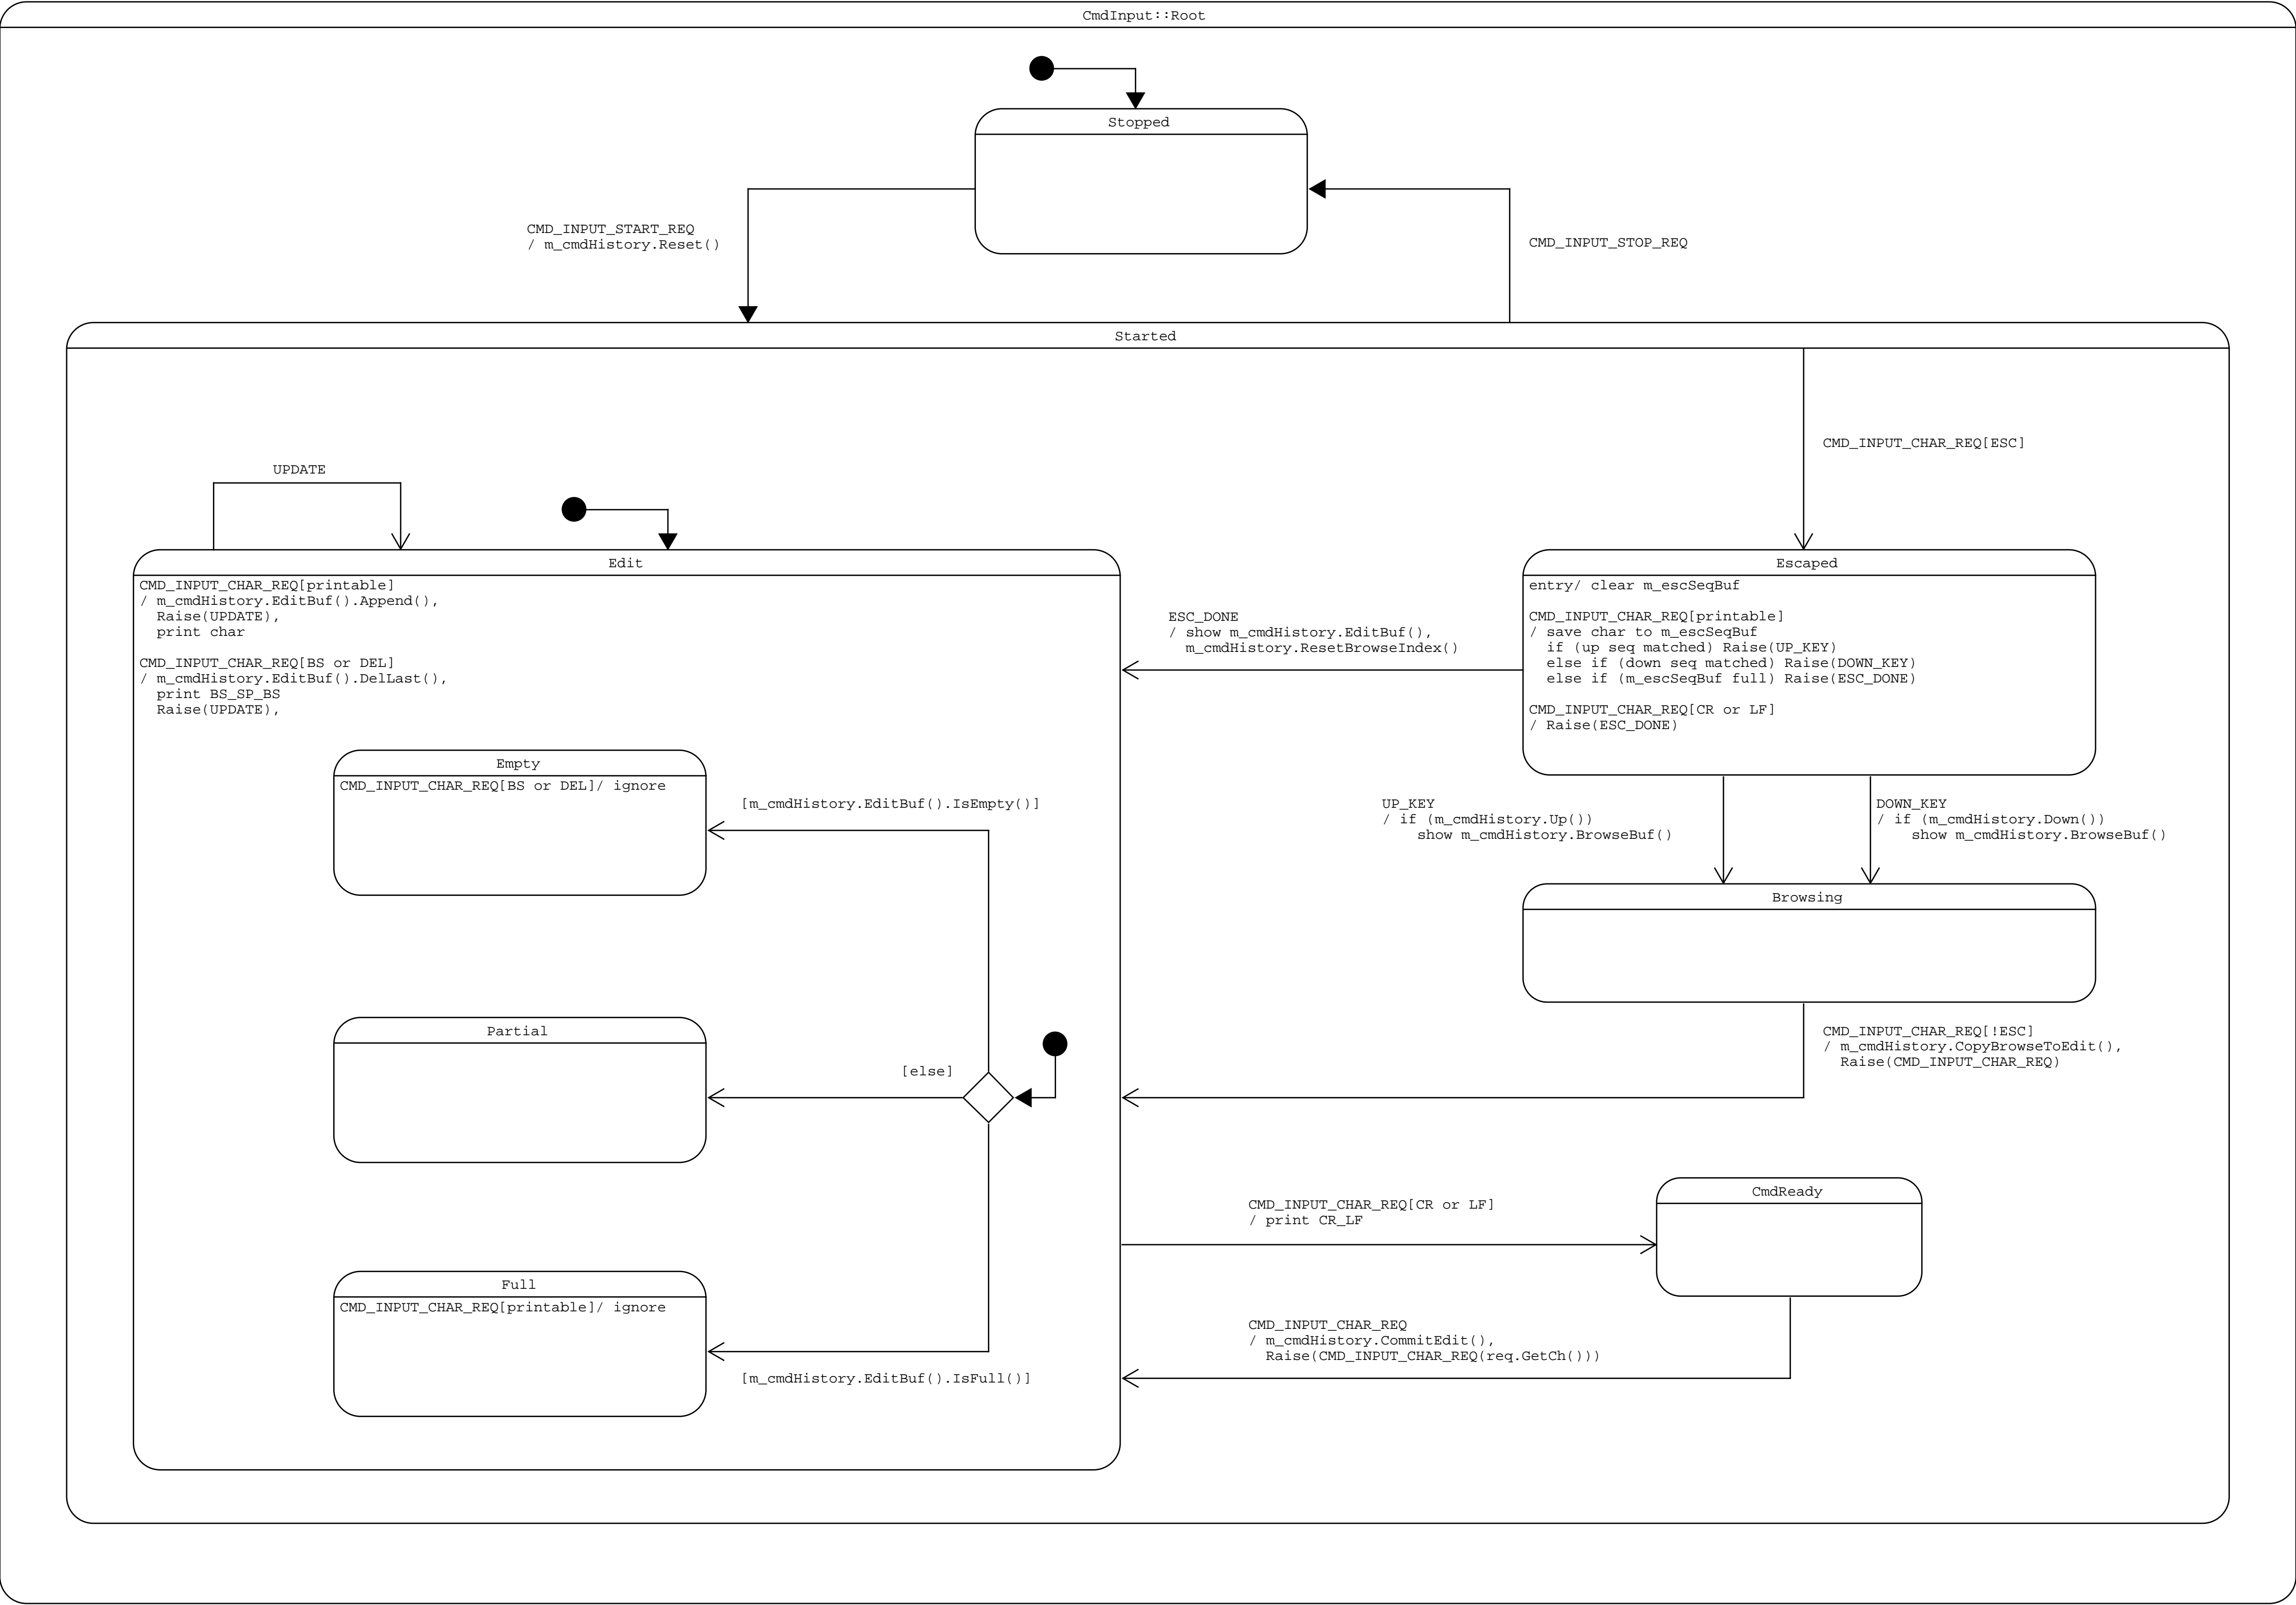 CmdInput::Root
Stopped
CMD_INPUT_START_REQ
/ m_cmdHistory.Reset()
CMD_INPUT_STOP_REQ
Started
CMD_INPUT_CHAR_REQ[ESC]
UPDATE
Edit
CMD_INPUT_CHAR_REQ[printable]
/ m_cmdHistory.EditBuf().Append(),
Raise(UPDATE),
print char
CMD_INPUT_CHAR_REQ[BS or DEL]
/ m_cmdHistory.EditBuf().DelLast(),
print BS_SP_BS
Raise(UPDATE),
ESC_DONE
/ show m_cmdHistory.EditBuf(),
m_cmdHistory.ResetBrowseIndex()
Escaped
entry/ clear m_escSeqBuf
CMD_INPUT_CHAR_REQ[printable]
/ save char to m_escSeqBuf
if (up seq matched) Raise(UP_KEY)
else if (down seq matched) Raise(DOWN_KEY)
else if (m_escSeqBuf full) Raise(ESC_DONE)
CMD_INPUT_CHAR_REQ[CR or LF]
/ Raise(ESC_DONE)
Empty
CMD_INPUT_CHAR_REQ[BS or DEL]/ ignore
[m_cmdHistory.EditBuf().IsEmpty()]
UP_KEY
/ if (m_cmdHistory.Up())
show m_cmdHistory.BrowseBuf()
DOWN_KEY
/ if (m_cmdHistory.Down())
show m_cmdHistory.BrowseBuf()
Browsing
Partial
[else]
CMD_INPUT_CHAR_REQ[!ESC]
/ m_cmdHistory.CopyBrowseToEdit(),
Raise(CMD_INPUT_CHAR_REQ)
CMD_INPUT_CHAR_REQ[CR or LF]
/ print CR_LF
CmdReady
Full
CMD_INPUT_CHAR_REQ[printable]/ ignore
[m_cmdHistory.EditBuf().IsFull()]
CMD_INPUT_CHAR_REQ
/ m_cmdHistory.CommitEdit(),
Raise(CMD_INPUT_CHAR_REQ(req.GetCh()))